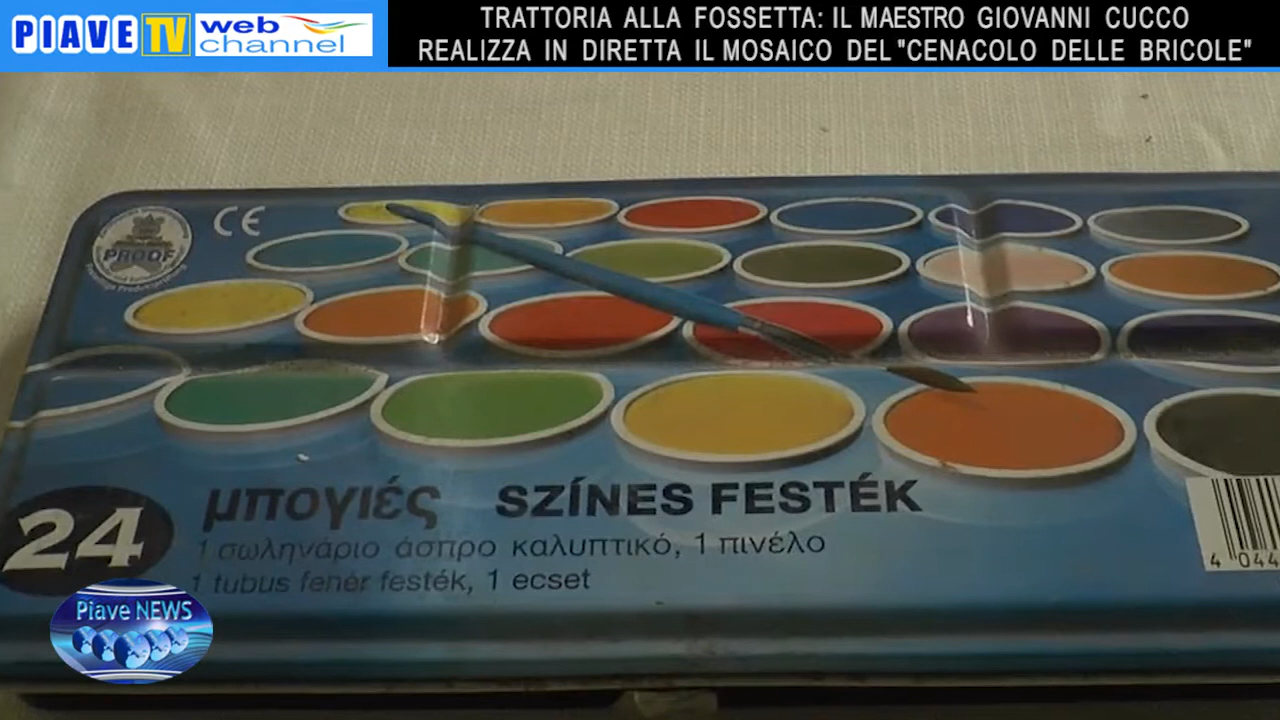 PIAVE TV web channel
TRATTORIA ALLA FOSSETTA: IL MAESTRO GIOVANNI CUCCO
REALIZZA IN DIRETTA IL MOSAICO DEL "CENACOLO DELLE BRICOLE"
CE
PROOF
24
μπογιές SZÍNES FESTÉK
1 σωληνάριο άσπρο καλυπτικό, 1 πινέλο
1 tubus fehér festék, 1 ecset
4 044
Piave NEWS